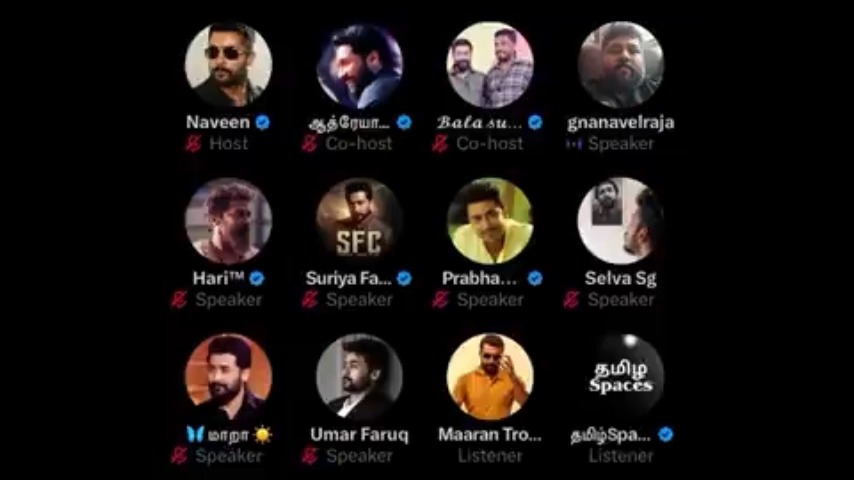 Naveen
Host
ஆத்ரேயா...
Co-host
𝓑𝓪𝓵𝓪 𝓼𝓾...
Co-host
gnanavelraja
Speaker
Hari™
Speaker
SFC
Suriya Fa...
Speaker
Prabha...
Speaker
Selva Sg
Speaker
🦋 மாறா ☀️
Speaker
Umar Faruq
Speaker
Maaran Tro...
Listener
தமிழ்
Spaces
தமிழ்Spa...
Listener